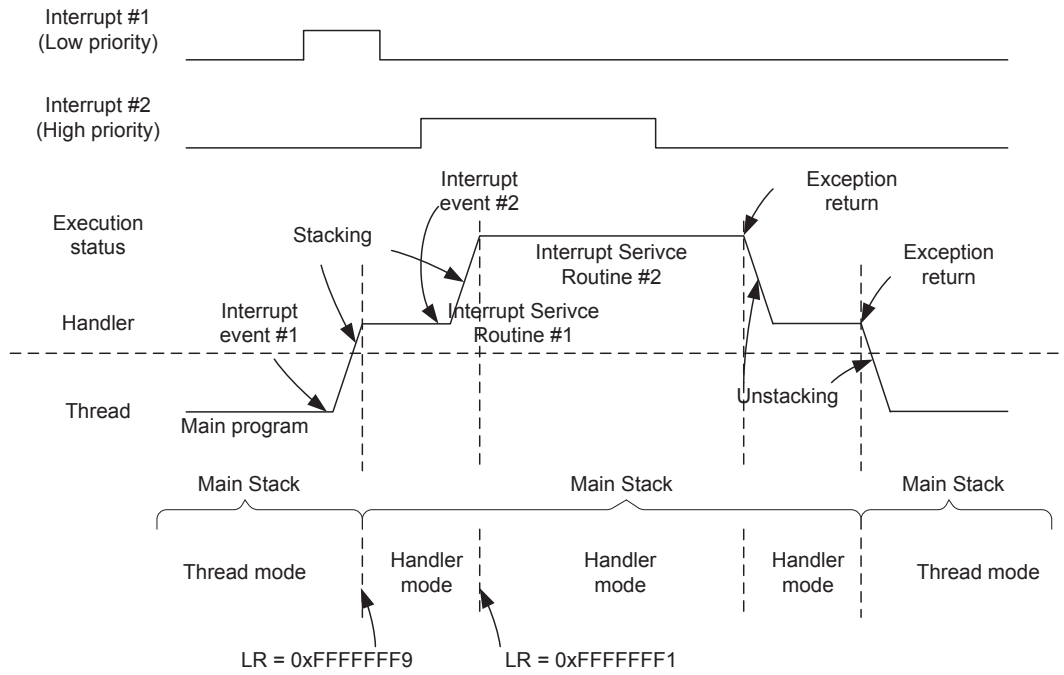 Interrupt #1
(Low priority)
Interrupt #2
(High priority)
Interrupt
event #2
Exception
return
Execution
status
Stacking
Interrupt Serivce
Routine #2
Exception
return
Handler
Interrupt
event #1
Interrupt Serivce
Routine #1
Thread
Main program
Unstacking
Main Stack
Main Stack
Main Stack
Thread mode
Handler
mode
Handler
mode
Handler
mode
Thread mode
LR = 0xFFFFFFF9
LR = 0xFFFFFFF1